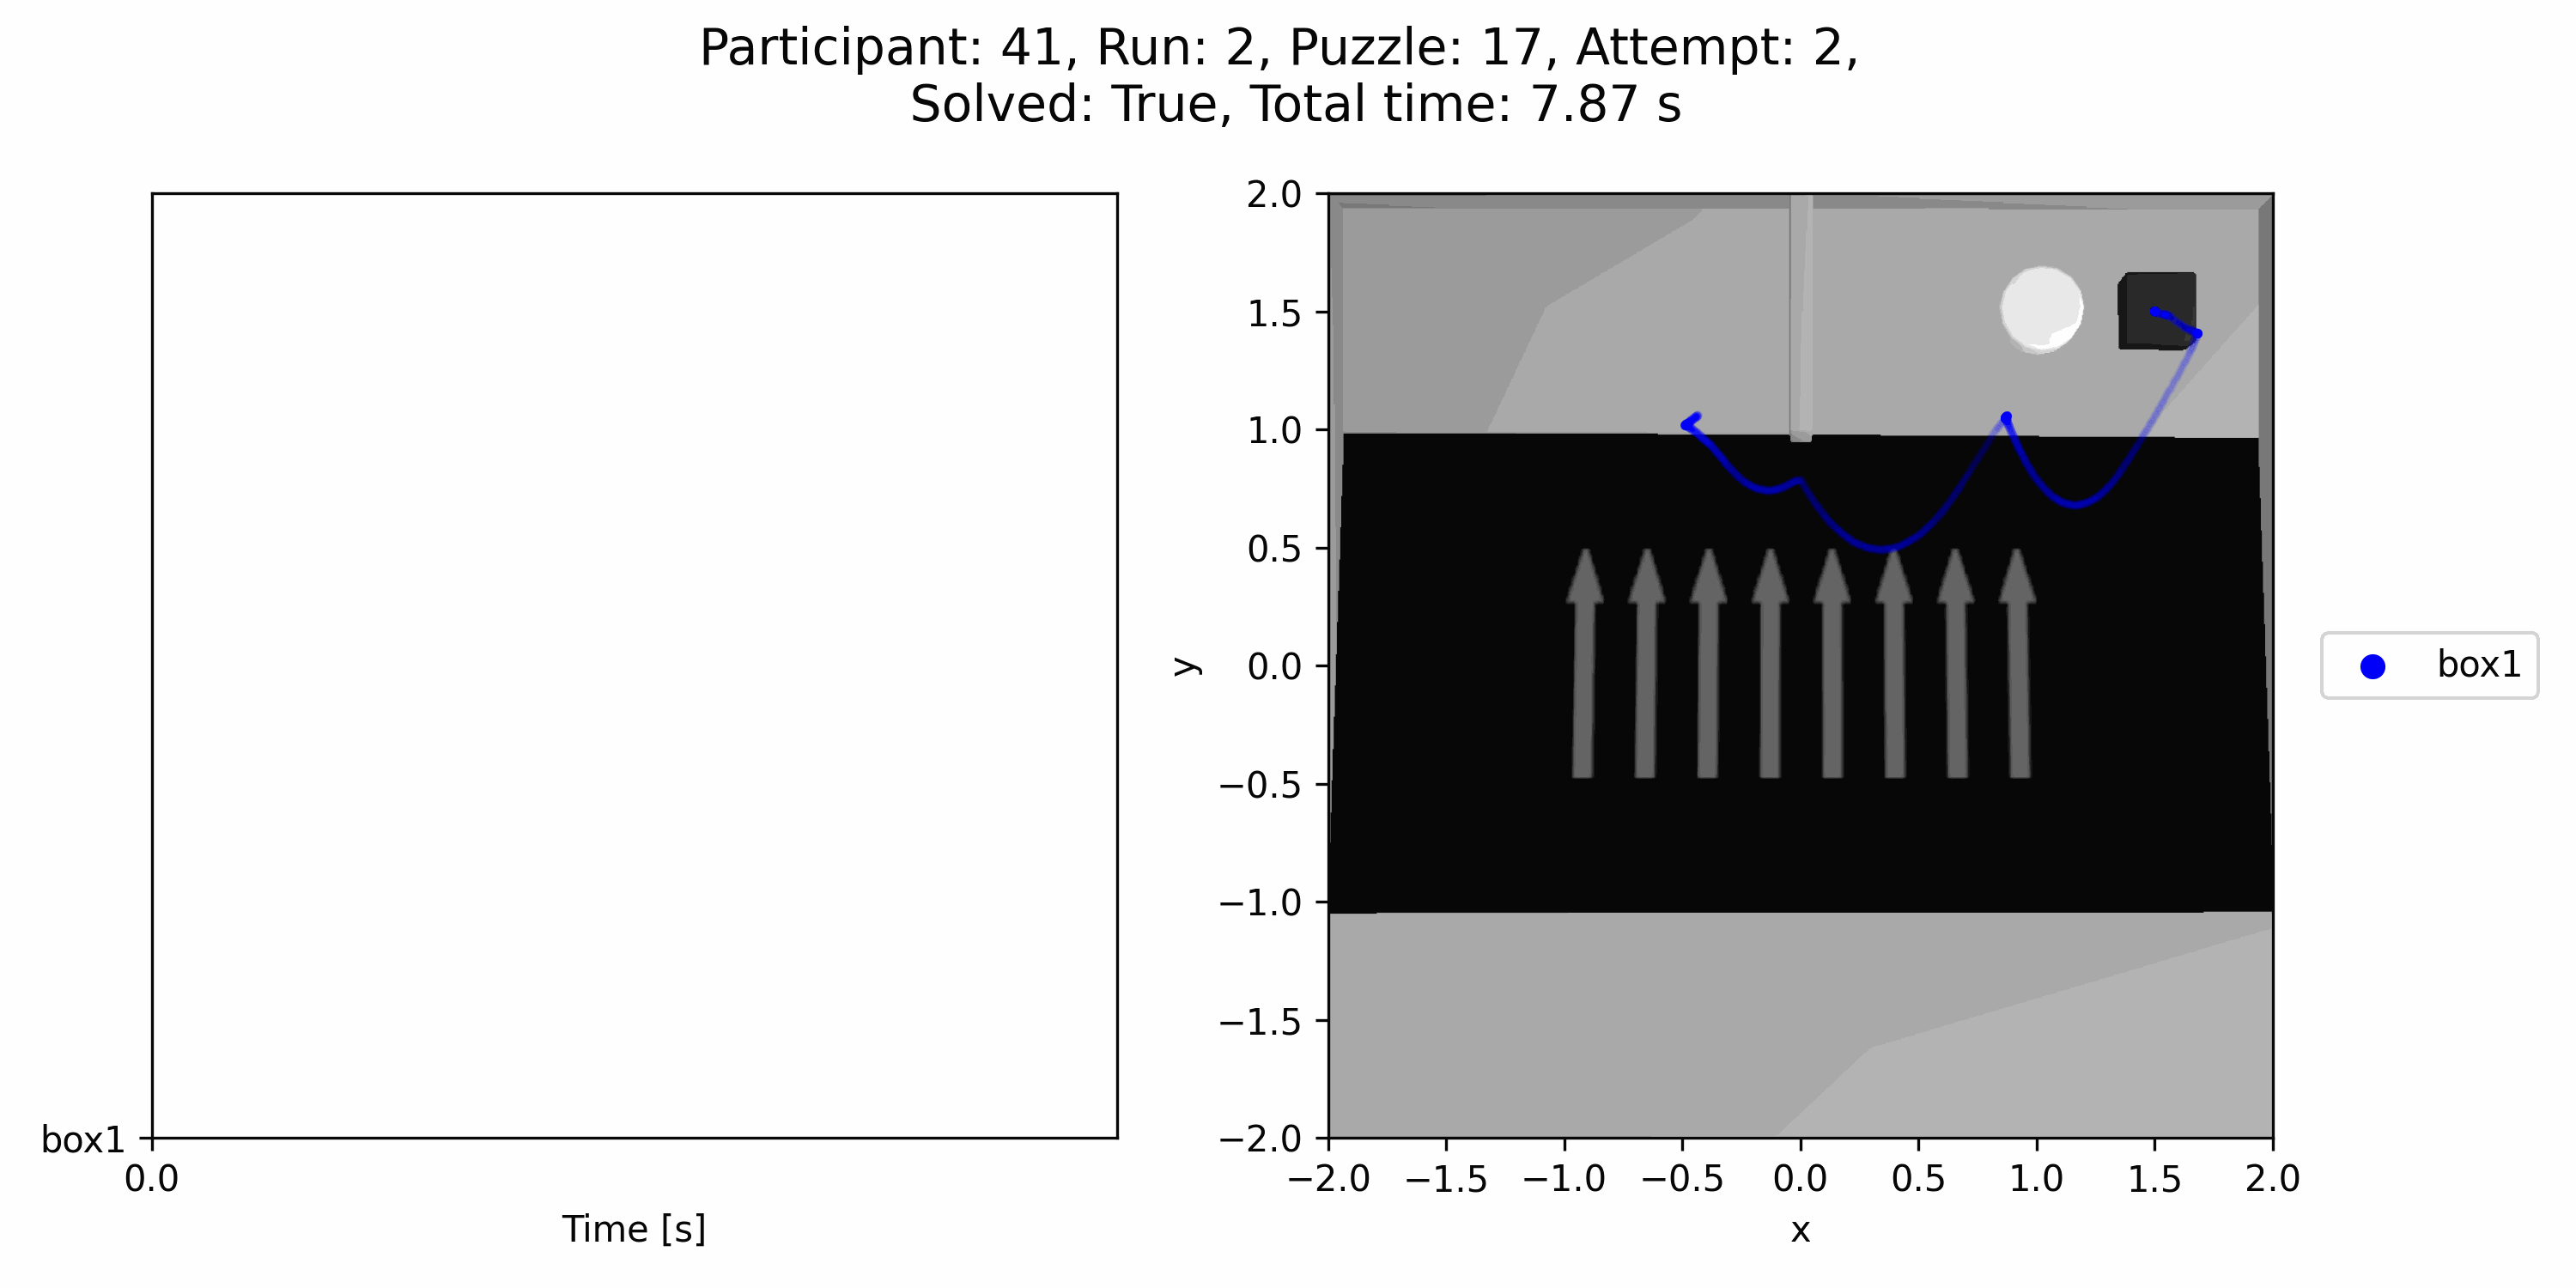 Participant: 41, Run: 2, Puzzle: 17, Attempt: 2,
Solved: True, Total time: 7.87 s
box1
0.0
Time [s]
2.0
1.5
1.0
0.5
0.0
−0.5
−1.0
−1.5
−2.0
y
−2.0 −1.5 −1.0 −0.5 0.0 0.5 1.0 1.5 2.0
x
box1